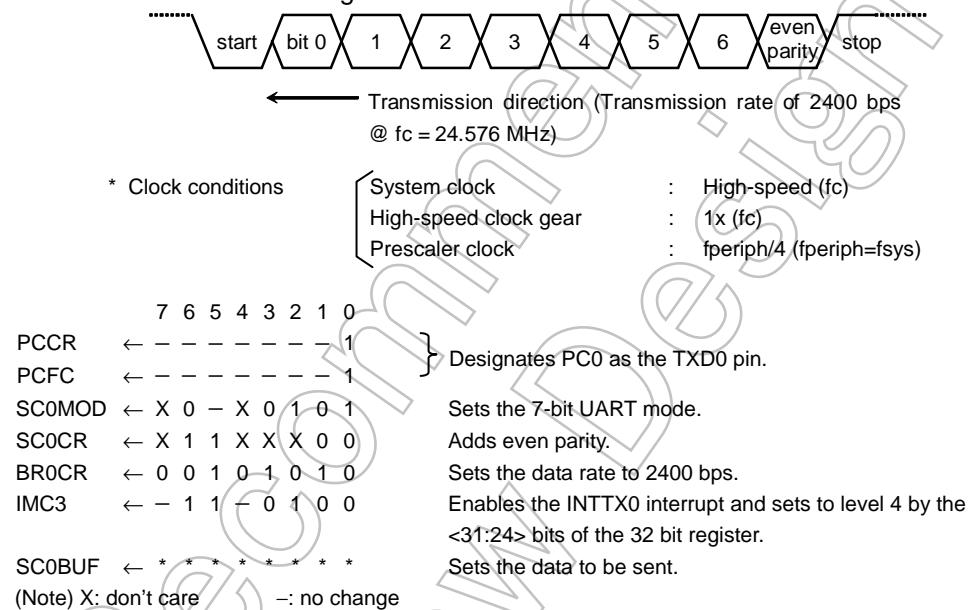 start bit 0 1 2 3 4 5 6 even parity stop
← Transmission direction (Transmission rate of 2400 bps
@ fc = 24.576 MHz)
* Clock conditions System clock : High-speed (fc)
High-speed clock gear : 1x (fc)
Prescaler clock : fperiph/4 (fperiph=fsys)
7 6 5 4 3 2 1 0
PCCR ← – – – – – – – 1
Designates PC0 as the TXD0 pin.
PCFC ← – – – – – – – 1
SC0MOD ← X 0 – X 0 1 0 1 Sets the 7-bit UART mode.
SC0CR ← X 1 1 X X X 0 0 Adds even parity.
BR0CR ← 0 0 1 0 1 0 1 0 Sets the data rate to 2400 bps.
IMC3 ← – 1 1 – 0 1 0 0 Enables the INTTX0 interrupt and sets to level 4 by the
<31:24> bits of the 32 bit register.
SC0BUF ← * * * * * * * * Sets the data to be sent.
(Note) X: don't care –: no change